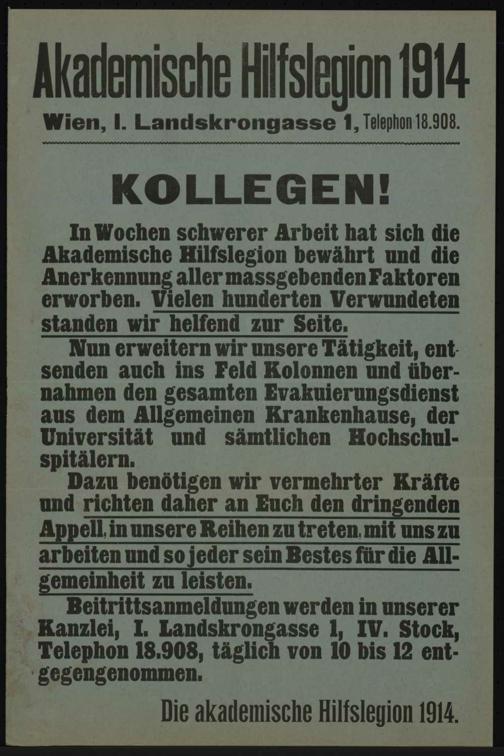 Akademische Hilfslegion 1914
Wien, I. Landskrongasse 1, Telephon 18.908.
KOLLEGEN!
In Wochen schwerer Arbeit hat sich die
Akademische Hilfslegion bewährt und die
Anerkennung aller massgebenden Faktoren
erworben. Vielen hunderten Verwundeten
standen wir helfend zur Seite.
Nun erweitern wir unsere Tätigkeit, ent-
senden auch ins Feld Kolonnen und über-
nahmen den gesamten Evakuierungsdienst
aus dem Allgemeinen Krankenhause, der
Universität und sämtlichen Hochschul-
spitälern.
Dazu benötigen wir vermehrter Kräfte
und richten daher an Euch den dringenden
Appell, in unsere Reihen zu treten, mit uns zu
arbeiten und so jeder sein Bestes für die All-
gemeinheit zu leisten.
Beitrittsanmeldungen werden in unserer
Kanzlei, I. Landskrongasse 1, IV. Stock,
Telephon 18.908, täglich von 10 bis 12 ent-
gegengenommen.
Die akademische Hilfslegion 1914.